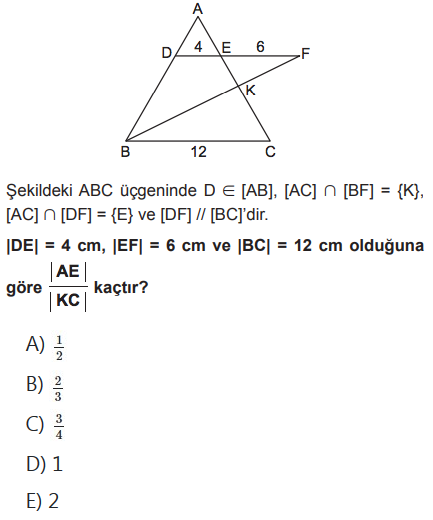 A
D 4 E 6 F
K
B 12 C
Şekildeki ABC üçgeninde D ∈ [AB], [AC] ∩ [BF] = {K},
[AC] ∩ [DF] = {E} ve [DF] // [BC]'dir.
|DE| = 4 cm, |EF| = 6 cm ve |BC| = 12 cm olduğuna
göre |AE| / |KC| kaçtır?
A) 1/2
B) 2/3
C) 3/4
D) 1
E) 2